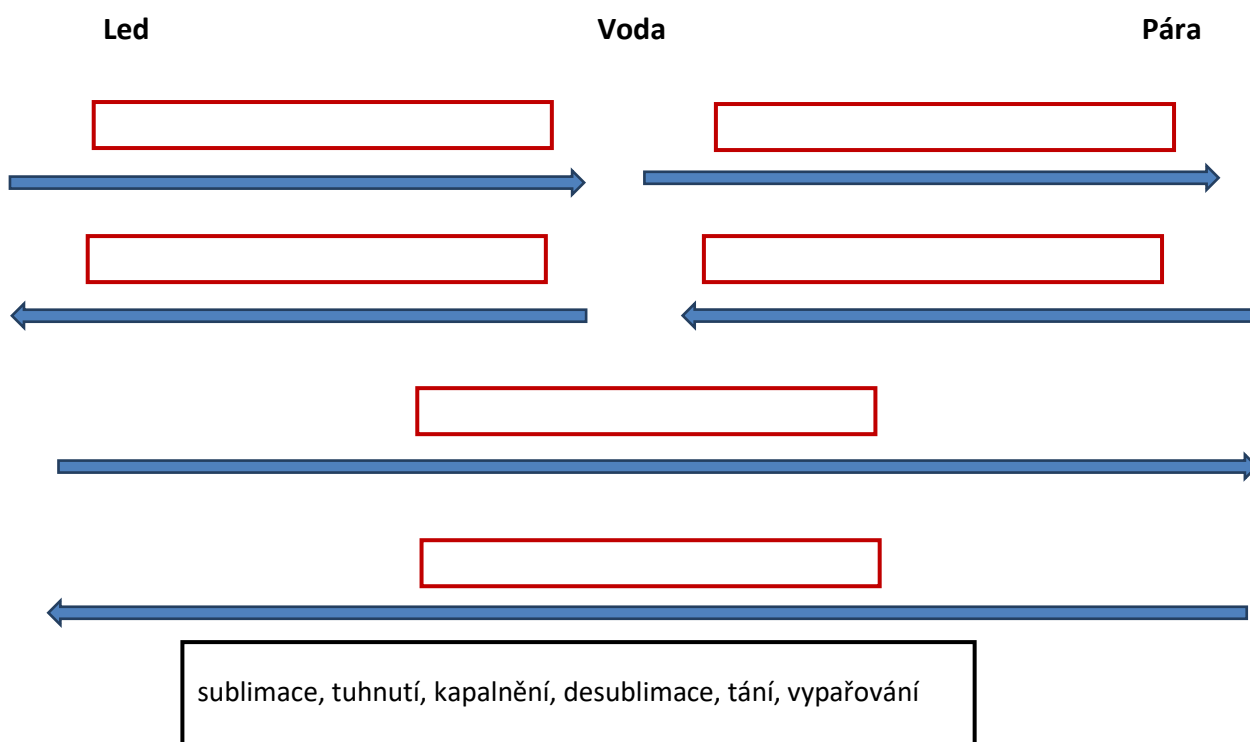 Led Voda Pára
sublimace, tuhnutí, kapalnění, desublimace, tání, vypařování